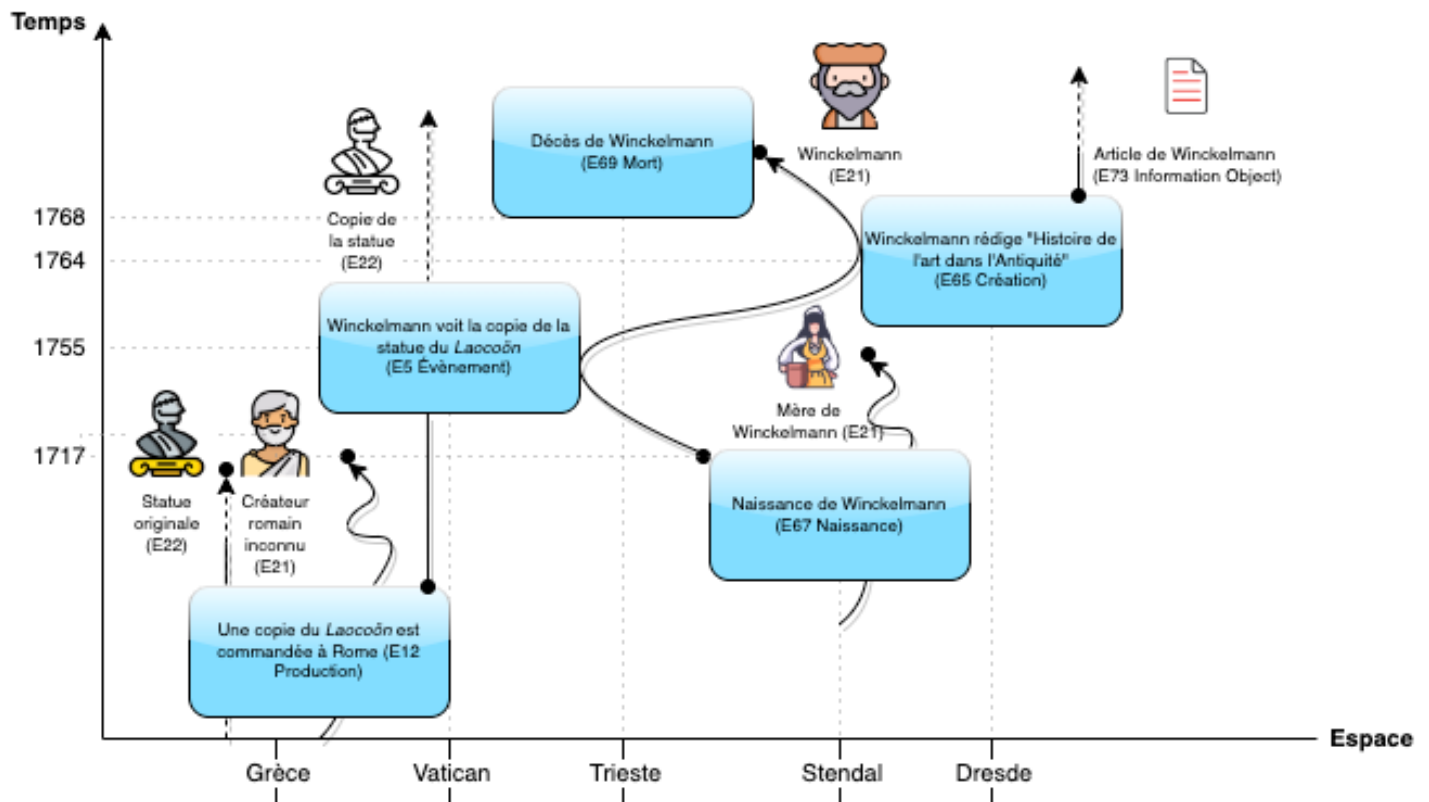 Temps
Décès de Winckelmann
(E69 Mort)
Winckelmann
(E21)
Article de Winckelmann
(E73 Information Object)
Copie de
la statue
(E22)
1768
1764
1755
1717
Winckelmann rédige "Histoire de
l'art dans l'Antiquité"
(E65 Création)
Winckelmann voit la copie de la
statue du Laocoön
(E5 Évènement)
Mère de
Winckelmann (E21)
Statue
originale
(E22)
Créateur
romain
inconnu
(E21)
Naissance de Winckelmann
(E67 Naissance)
Une copie du Laocoön est
commandée à Rome (E12
Production)
Espace
Grèce
Vatican
Trieste
Stendal
Dresde